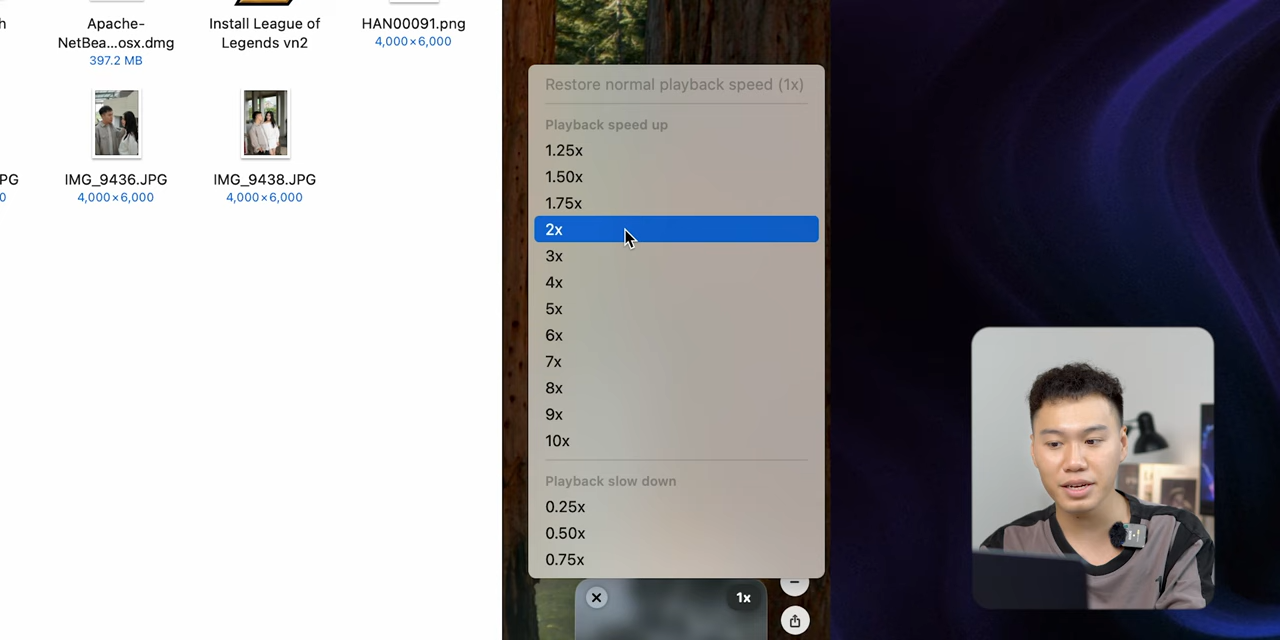 h
Apache-
NetBea...osx.dmg
397.2 MB
Install League of
Legends vn2
HAN00091.png
4,000×6,000
PG
0
IMG_9436.JPG
4,000×6,000
IMG_9438.JPG
4,000×6,000
Restore normal playback speed (1x)
Playback speed up
1.25x
1.50x
1.75x
2x
3x
4x
5x
6x
7x
8x
9x
10x
Playback slow down
0.25x
0.50x
0.75x
1x